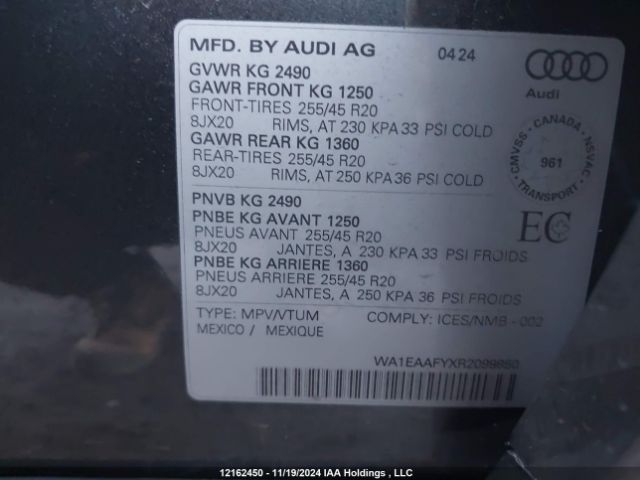 MFD. BY AUDI AG 04 24
GVWR KG 2490
GAWR FRONT KG 1250
FRONT-TIRES 255/45 R20
8JX20 RIMS, AT 230 KPA 33 PSI COLD
GAWR REAR KG 1360
REAR-TIRES 255/45 R20
8JX20 RIMS, AT 250 KPA 36 PSI COLD
Audi
CMVSS - CANADA - NSVAC
961
- TRANSPORT -
PNVB KG 2490
PNBE KG AVANT 1250
PNEUS AVANT 255/45 R20
8JX20 JANTES, A 230 KPA 33 PSI FROIDS
PNBE KG ARRIERE 1360
PNEUS ARRIERE 255/45 R20
8JX20 JANTES, A 250 KPA 36 PSI FROIDS
EC
TYPE: MPV/VTUM COMPLY: ICES/NMB - 002
MEXICO / MEXIQUE
WA1EAAFYXR2099850
12162450 - 11/19/2024 IAA Holdings , LLC